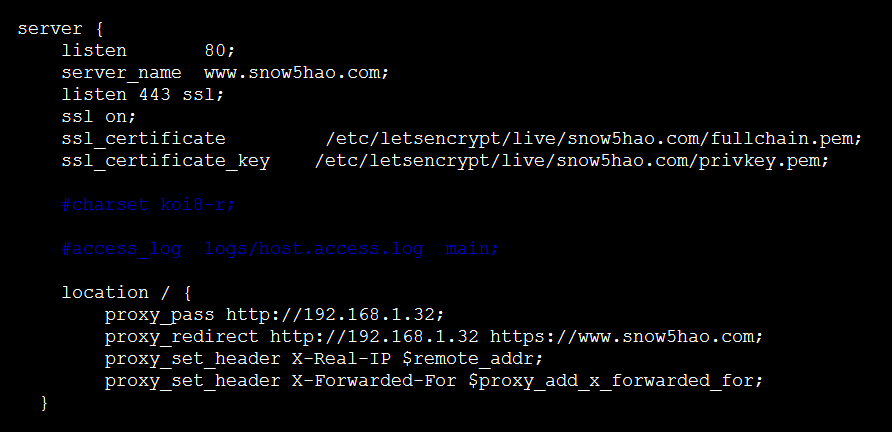 server {
    listen       80;
    server_name  www.snow5hao.com;
    listen 443 ssl;
    ssl on;
    ssl_certificate         /etc/letsencrypt/live/snow5hao.com/fullchain.pem;
    ssl_certificate_key    /etc/letsencrypt/live/snow5hao.com/privkey.pem;
    #charset koi8-r;
    #access_log  logs/host.access.log  main;
    location / {
        proxy_pass http://192.168.1.32;
        proxy_redirect http://192.168.1.32 https://www.snow5hao.com;
        proxy_set_header X-Real-IP $remote_addr;
        proxy_set_header X-Forwarded-For $proxy_add_x_forwarded_for;
  }